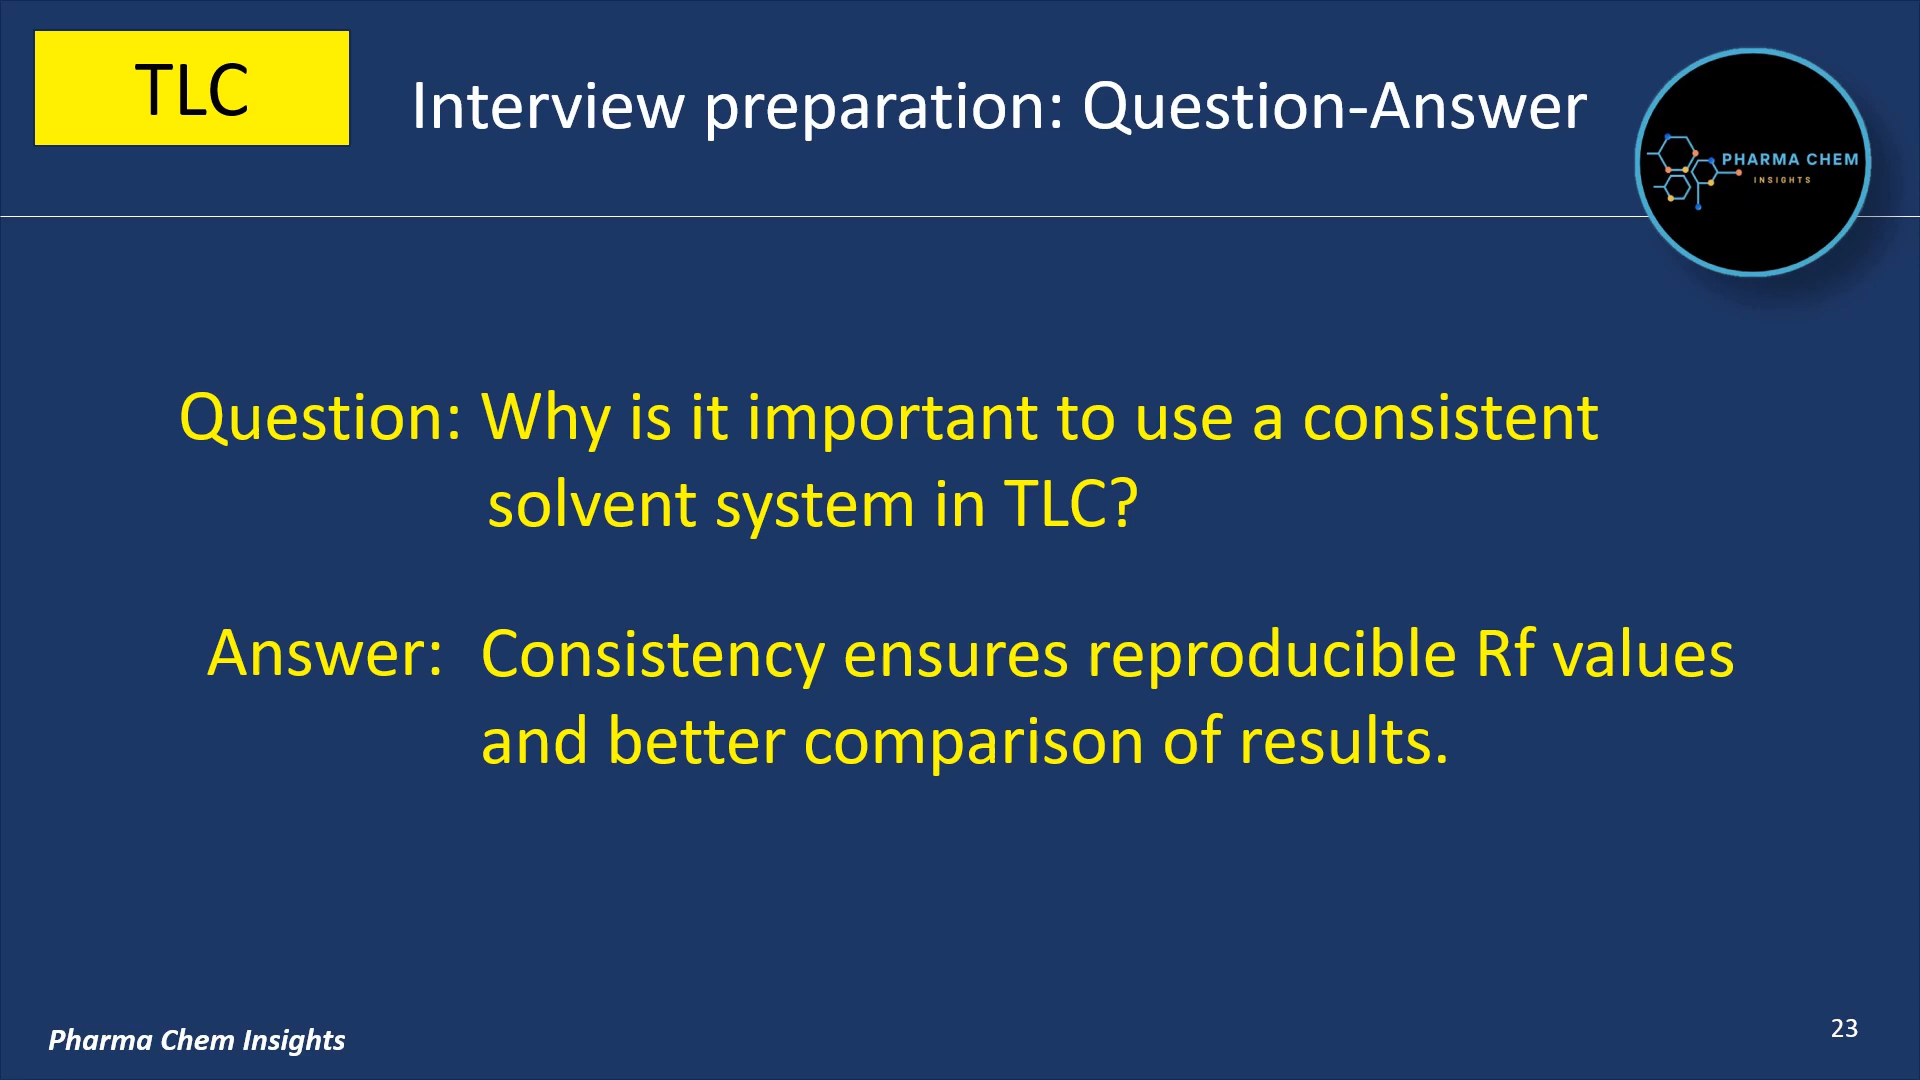 TLC
Interview preparation: Question-Answer
PHARMA CHEM
INSIGHTS
Question: Why is it important to use a consistent
solvent system in TLC?
Answer: Consistency ensures reproducible Rf values
and better comparison of results.
Pharma Chem Insights
23